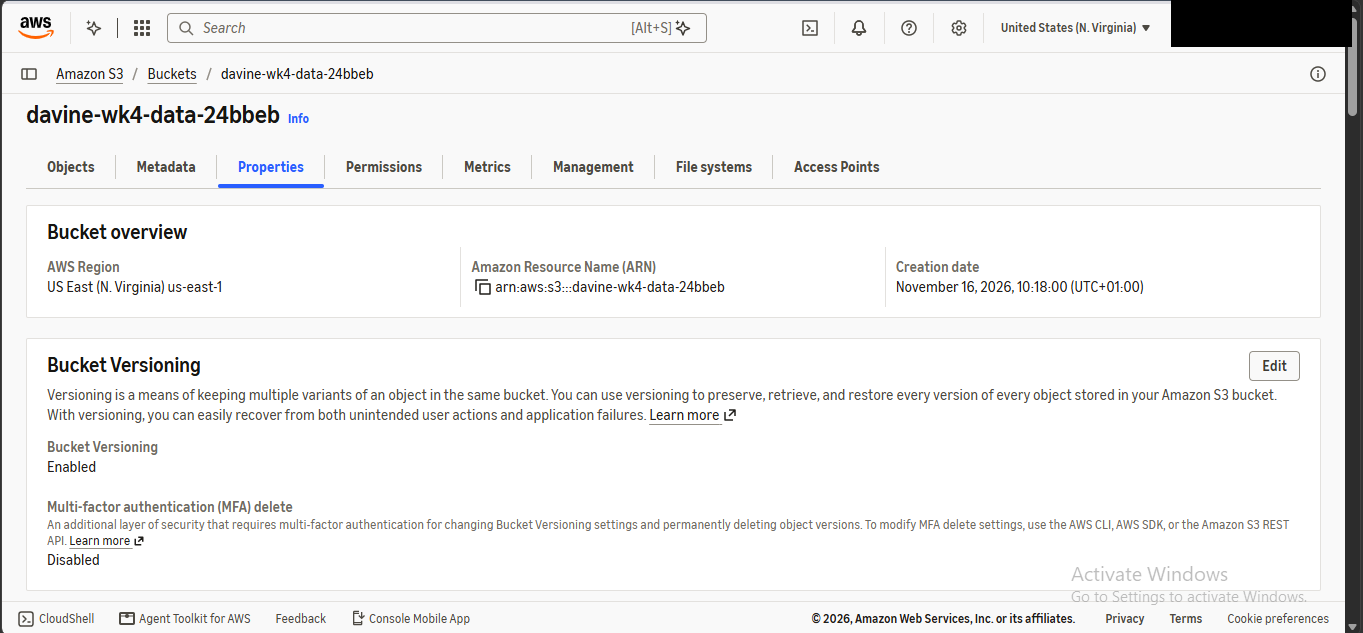 aws
Search [Alt+S]
United States (N. Virginia)
Amazon S3 / Buckets / davine-wk4-data-24bbeb
davine-wk4-data-24bbeb Info
Objects Metadata Properties Permissions Metrics Management File systems Access Points
Bucket overview
AWS Region
US East (N. Virginia) us-east-1
Amazon Resource Name (ARN)
arn:aws:s3:::davine-wk4-data-24bbeb
Creation date
November 16, 2026, 10:18:00 (UTC+01:00)
Bucket Versioning
Edit
Versioning is a means of keeping multiple variants of an object in the same bucket. You can use versioning to preserve, retrieve, and restore every version of every object stored in your Amazon S3 bucket.
With versioning, you can easily recover from both unintended user actions and application failures. Learn more
Bucket Versioning
Enabled
Multi-factor authentication (MFA) delete
An additional layer of security that requires multi-factor authentication for changing Bucket Versioning settings and permanently deleting object versions. To modify MFA delete settings, use the AWS CLI, AWS SDK, or the Amazon S3 REST
API. Learn more
Disabled
Activate Windows
Go to Settings to activate Windows.
CloudShell Agent Toolkit for AWS Feedback Console Mobile App © 2026, Amazon Web Services, Inc. or its affiliates. Privacy Terms Cookie preferences